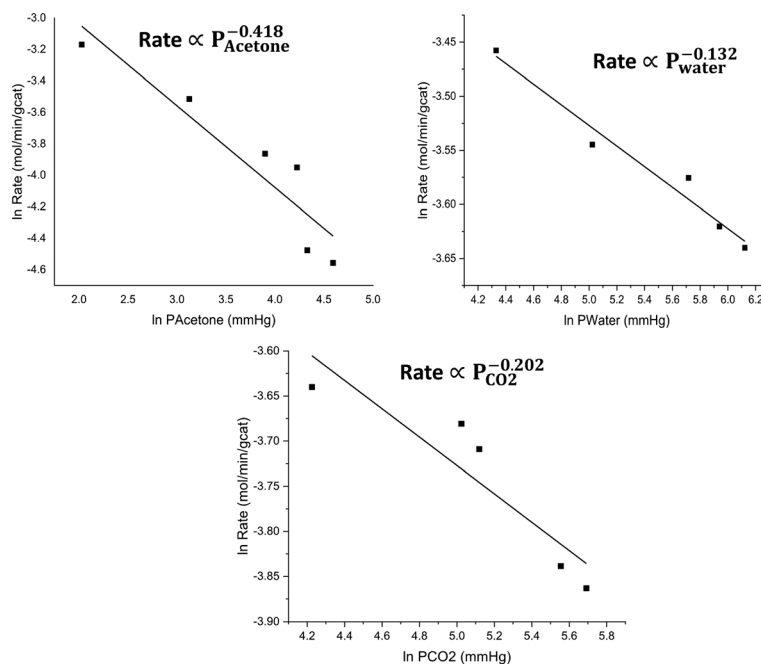 Rate ∝ P_Acetone^−0.418
-3.0
-3.2
-3.4
-3.6
-3.8
-4.0
-4.2
-4.4
-4.6
2.0 2.5 3.0 3.5 4.0 4.5 5.0
ln Rate (mol/min/gcat)
ln PAcetone (mmHg)
Rate ∝ P_water^−0.132
-3.45
-3.50
-3.55
-3.60
-3.65
4.2 4.4 4.6 4.8 5.0 5.2 5.4 5.6 5.8 6.0 6.2
ln Rate (mol/min/gcat)
ln PWater (mmHg)
Rate ∝ P_CO2^−0.202
-3.60
-3.65
-3.70
-3.75
-3.80
-3.85
-3.90
4.2 4.4 4.6 4.8 5.0 5.2 5.4 5.6 5.8
ln Rate (mol/min/gcat)
ln PCO2 (mmHg)